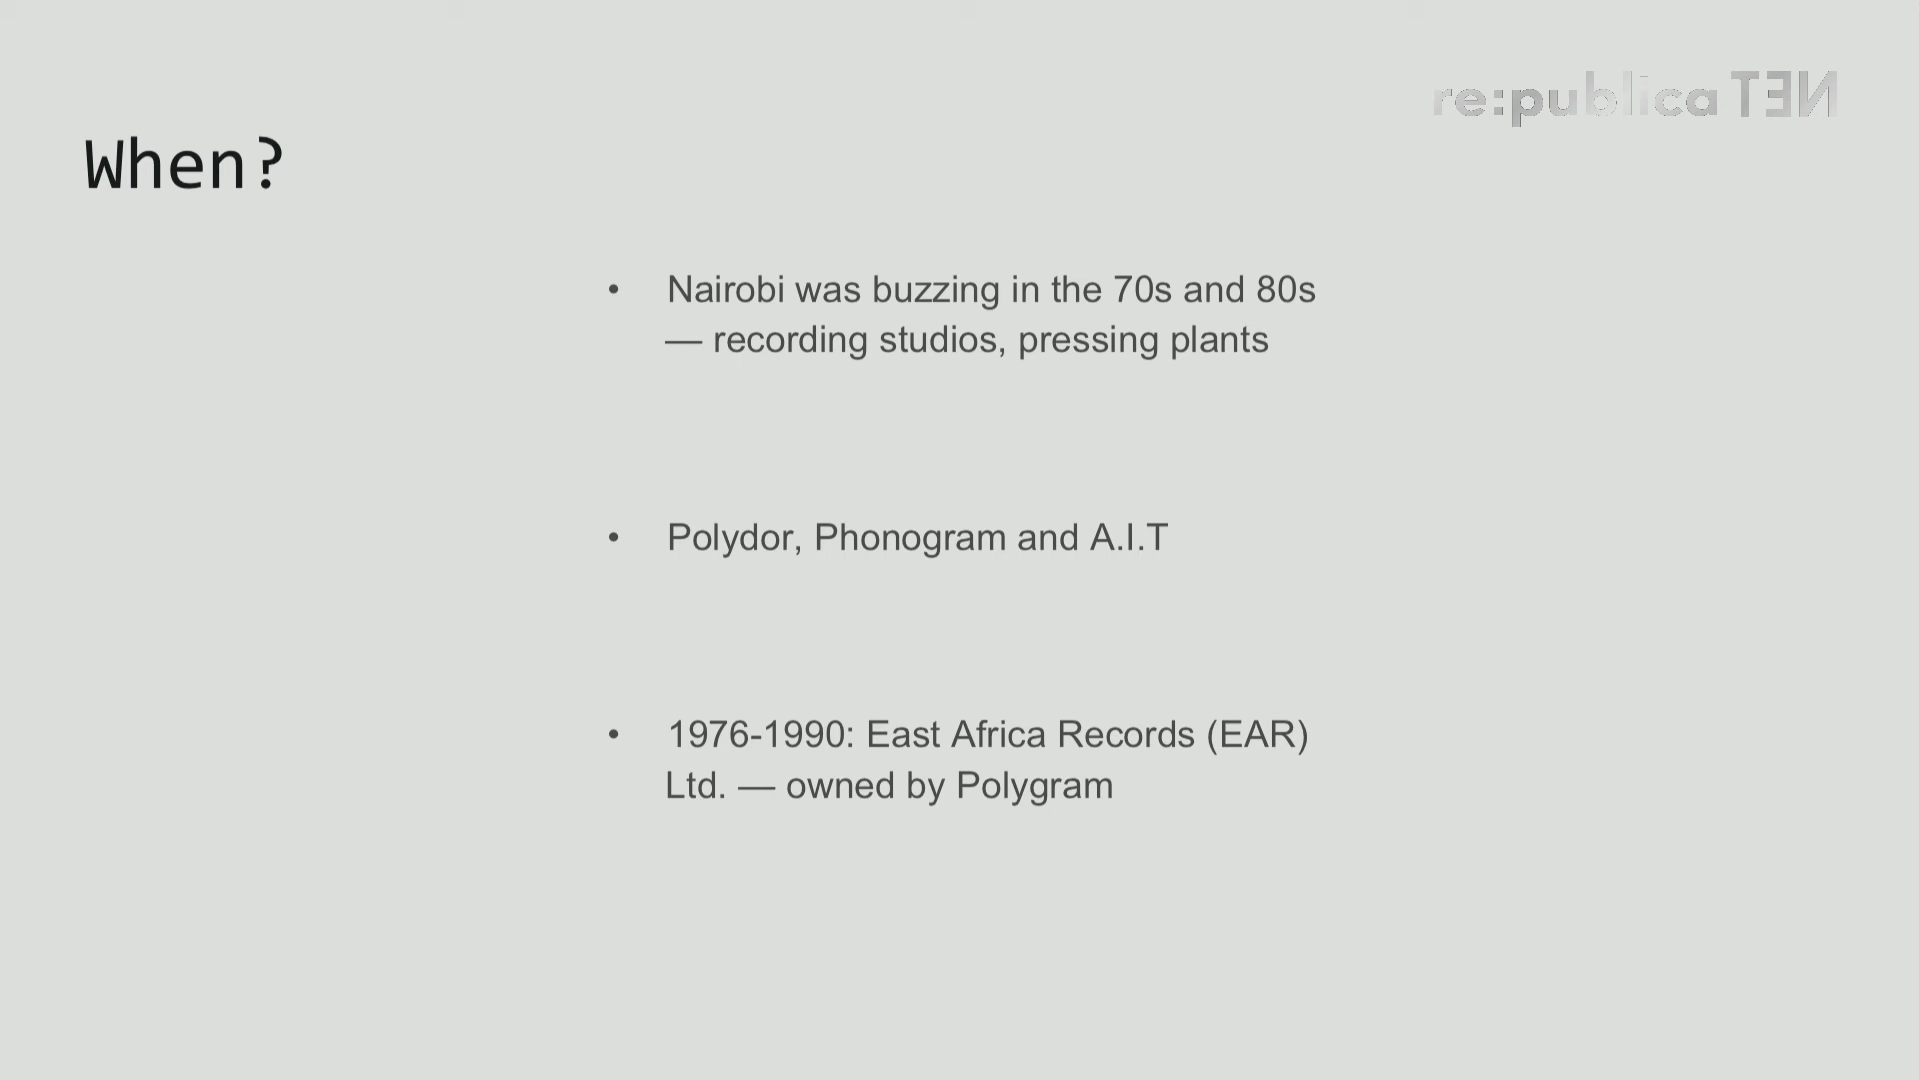 re:publica TEN
When?
• Nairobi was buzzing in the 70s and 80s
— recording studios, pressing plants
• Polydor, Phonogram and A.I.T
• 1976-1990: East Africa Records (EAR)
Ltd. — owned by Polygram